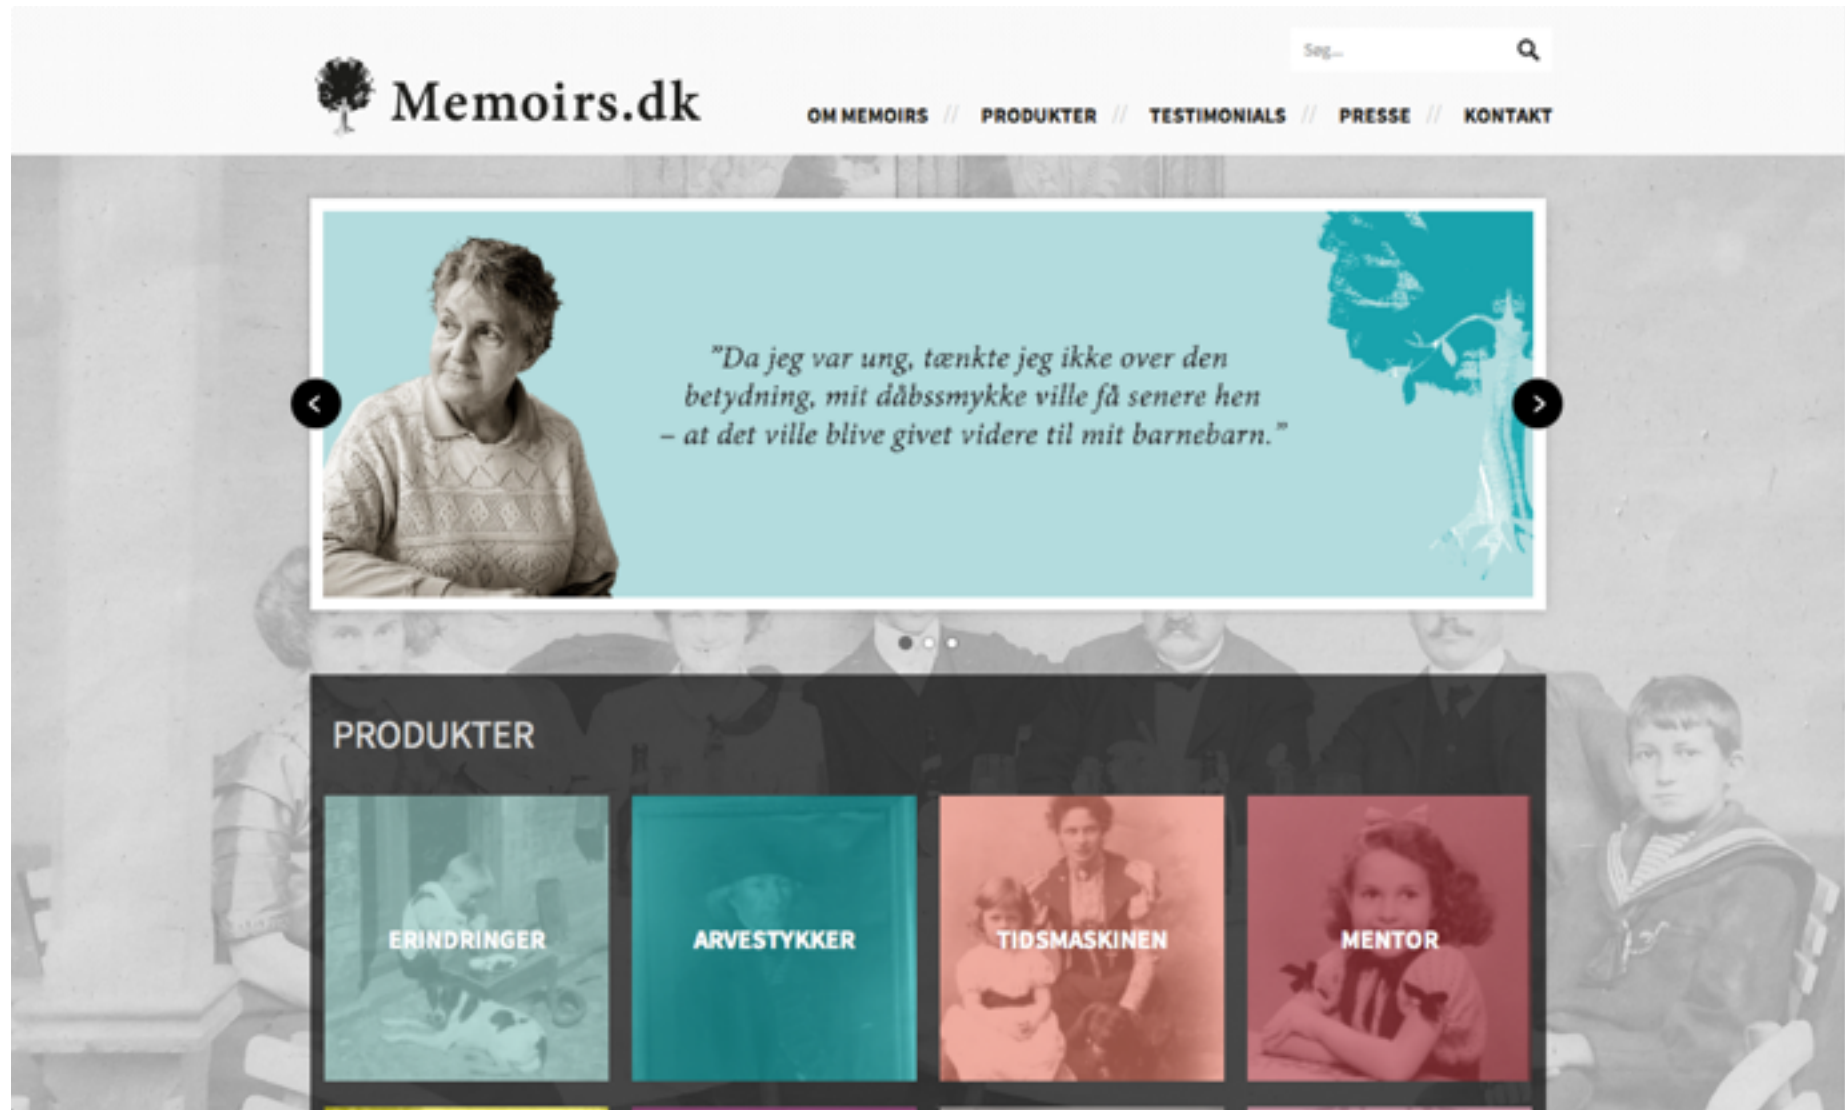 Søg...
Memoirs.dk
OM MEMOIRS // PRODUKTER // TESTIMONIALS // PRESSE // KONTAKT
”Da jeg var ung, tænkte jeg ikke over den
betydning, mit dåbssmykke ville få senere hen
– at det ville blive givet videre til mit barnebarn.”
PRODUKTER
ERINDRINGER
ARVESTYKKER
TIDSMASKINEN
MENTOR